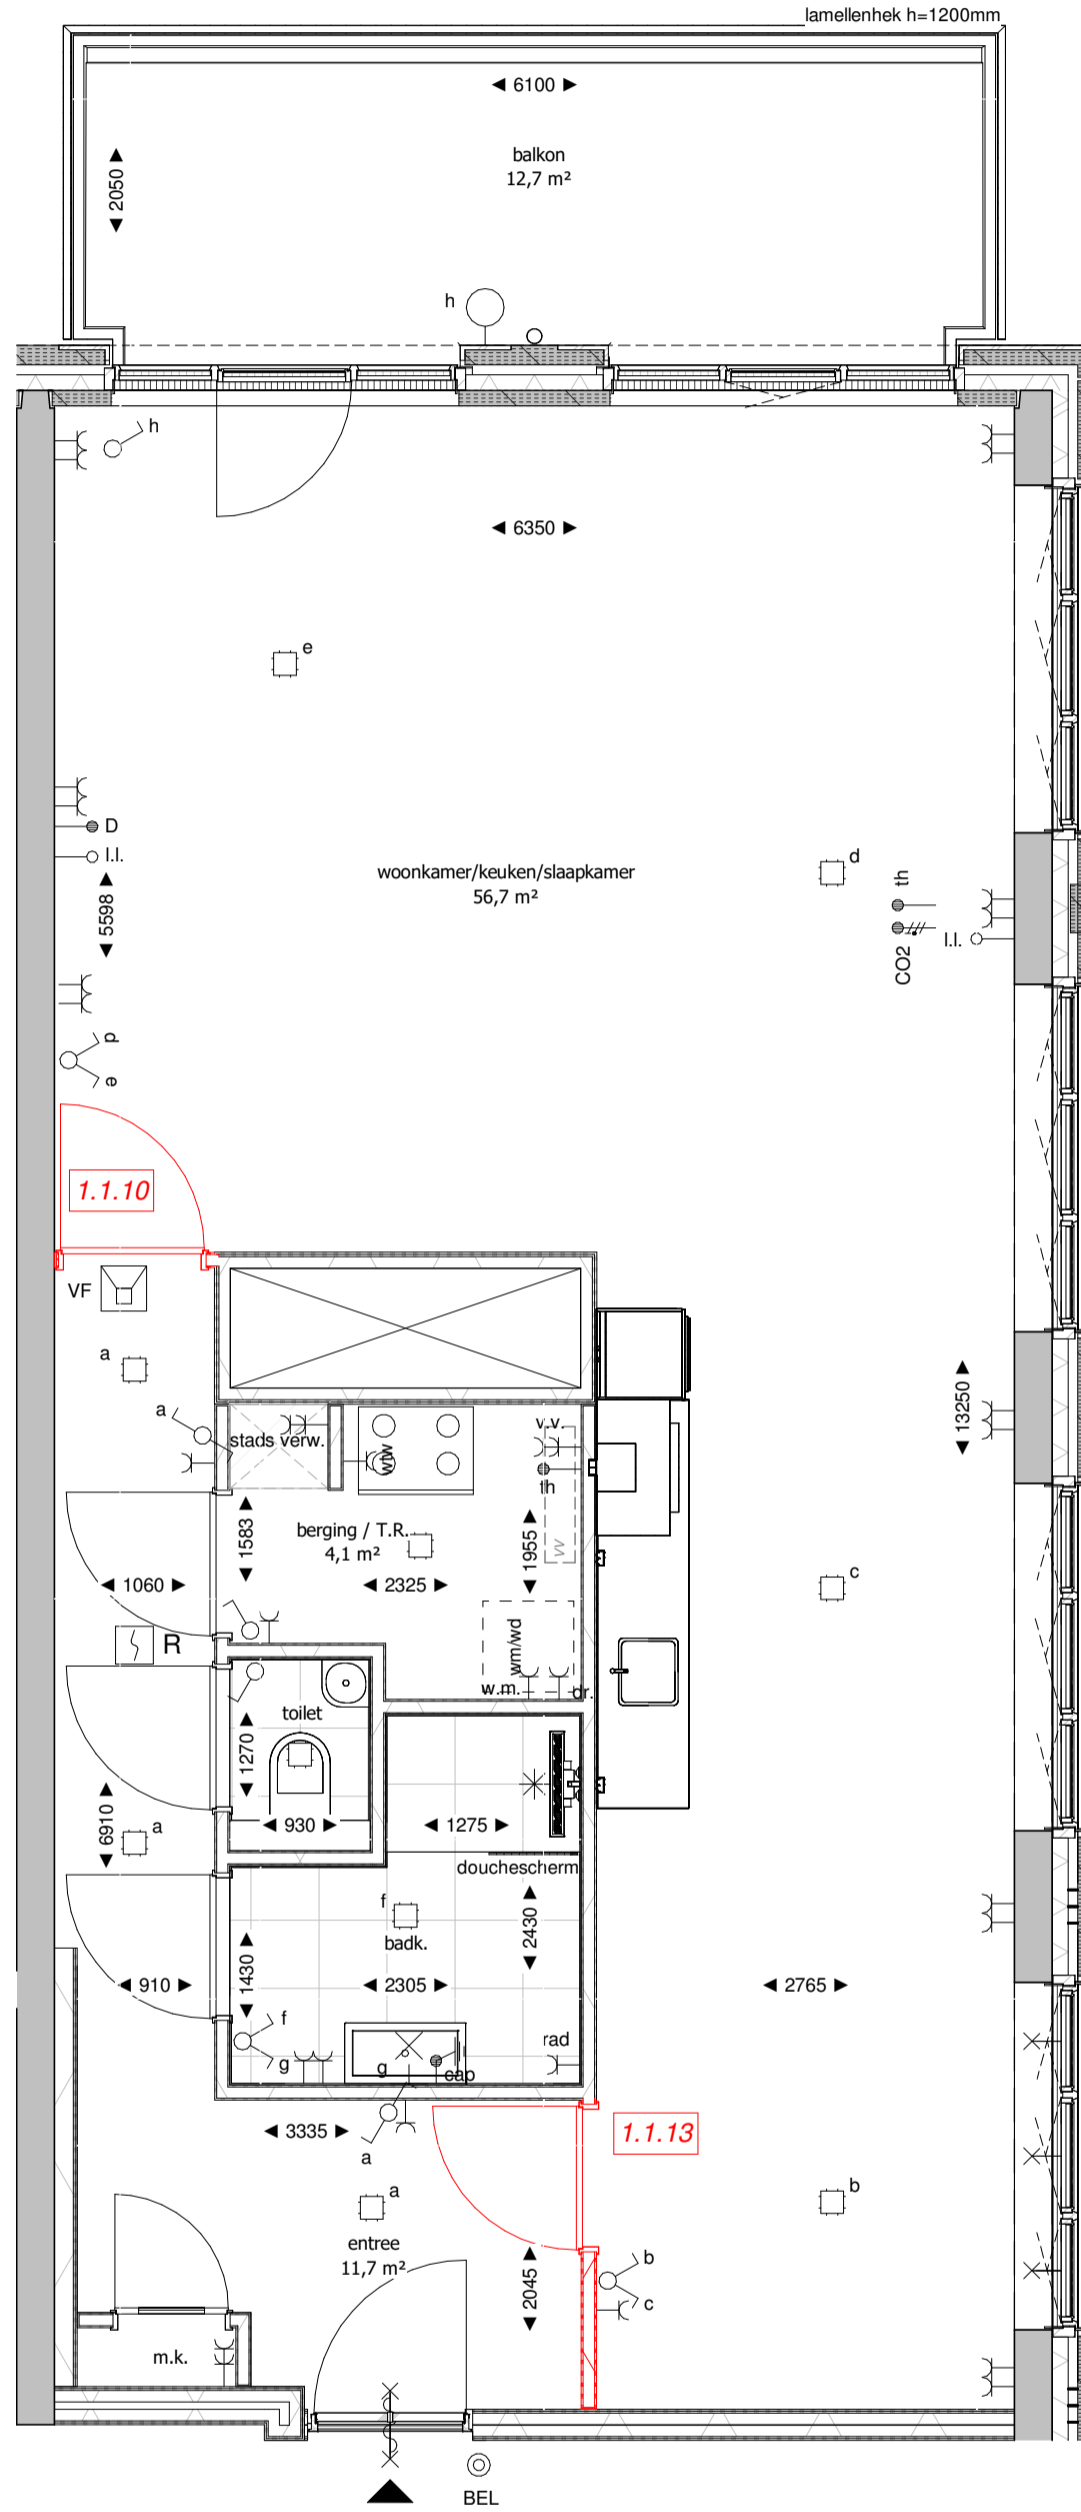 lamellenhek h=1200mm
6100
balkon
12,7 m²
2050
h
h
6350
e
D
l.l.
5598
woonkamer/keuken/slaapkamer
56,7 m²
d
th
CO2
l.l.
d
e
1.1.10
VF
a
a
stads verw.
wtw
v.v.
th
vv
13250
1583
berging / T.R.
4,1 m²
1955
1060
2325
c
R
wm/wd
w.m.
dr.
toilet
1270
6910
a
930
1275
douchescherm
f
badk.
2430
1430
910
2305
2765
f
g
g
cap
rad
3335
a
1.1.13
a
b
entree
11,7 m²
2045
b
c
m.k.
BEL